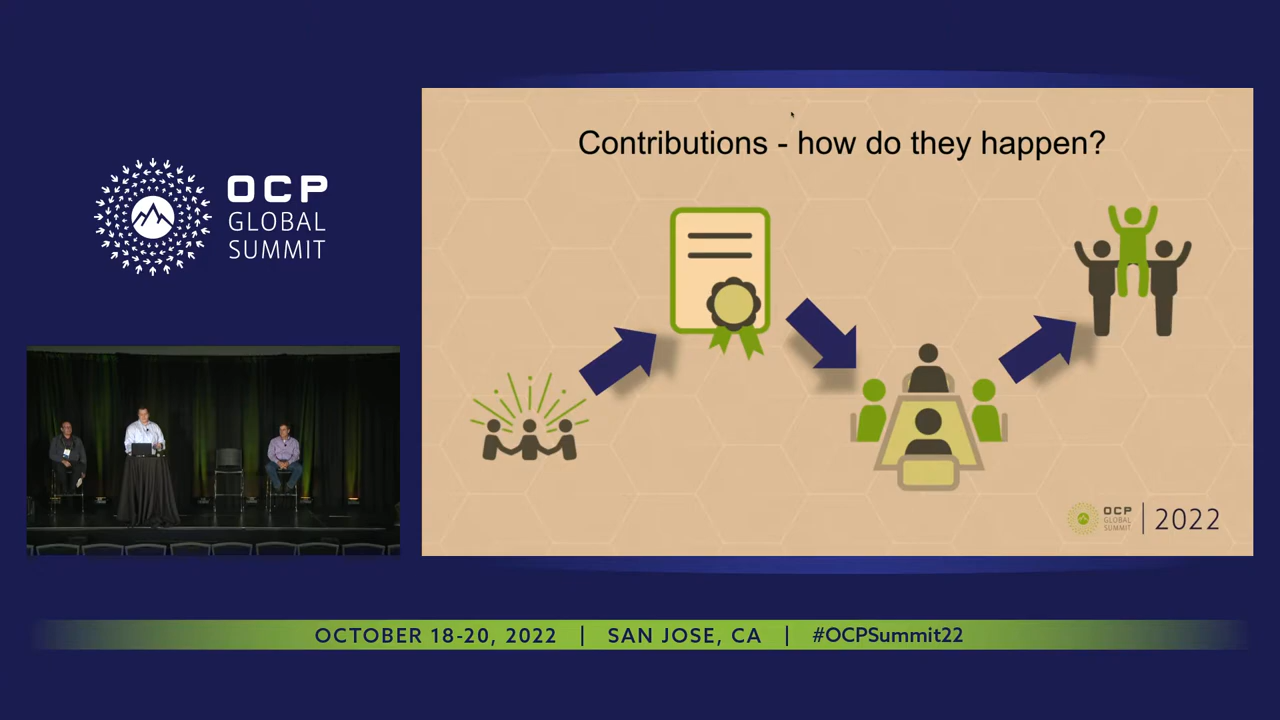 OCP
GLOBAL
SUMMIT
Contributions - how do they happen?
OCP
GLOBAL
SUMMIT
2022
OCTOBER 18-20, 2022 | SAN JOSE, CA | #OCPSummit22